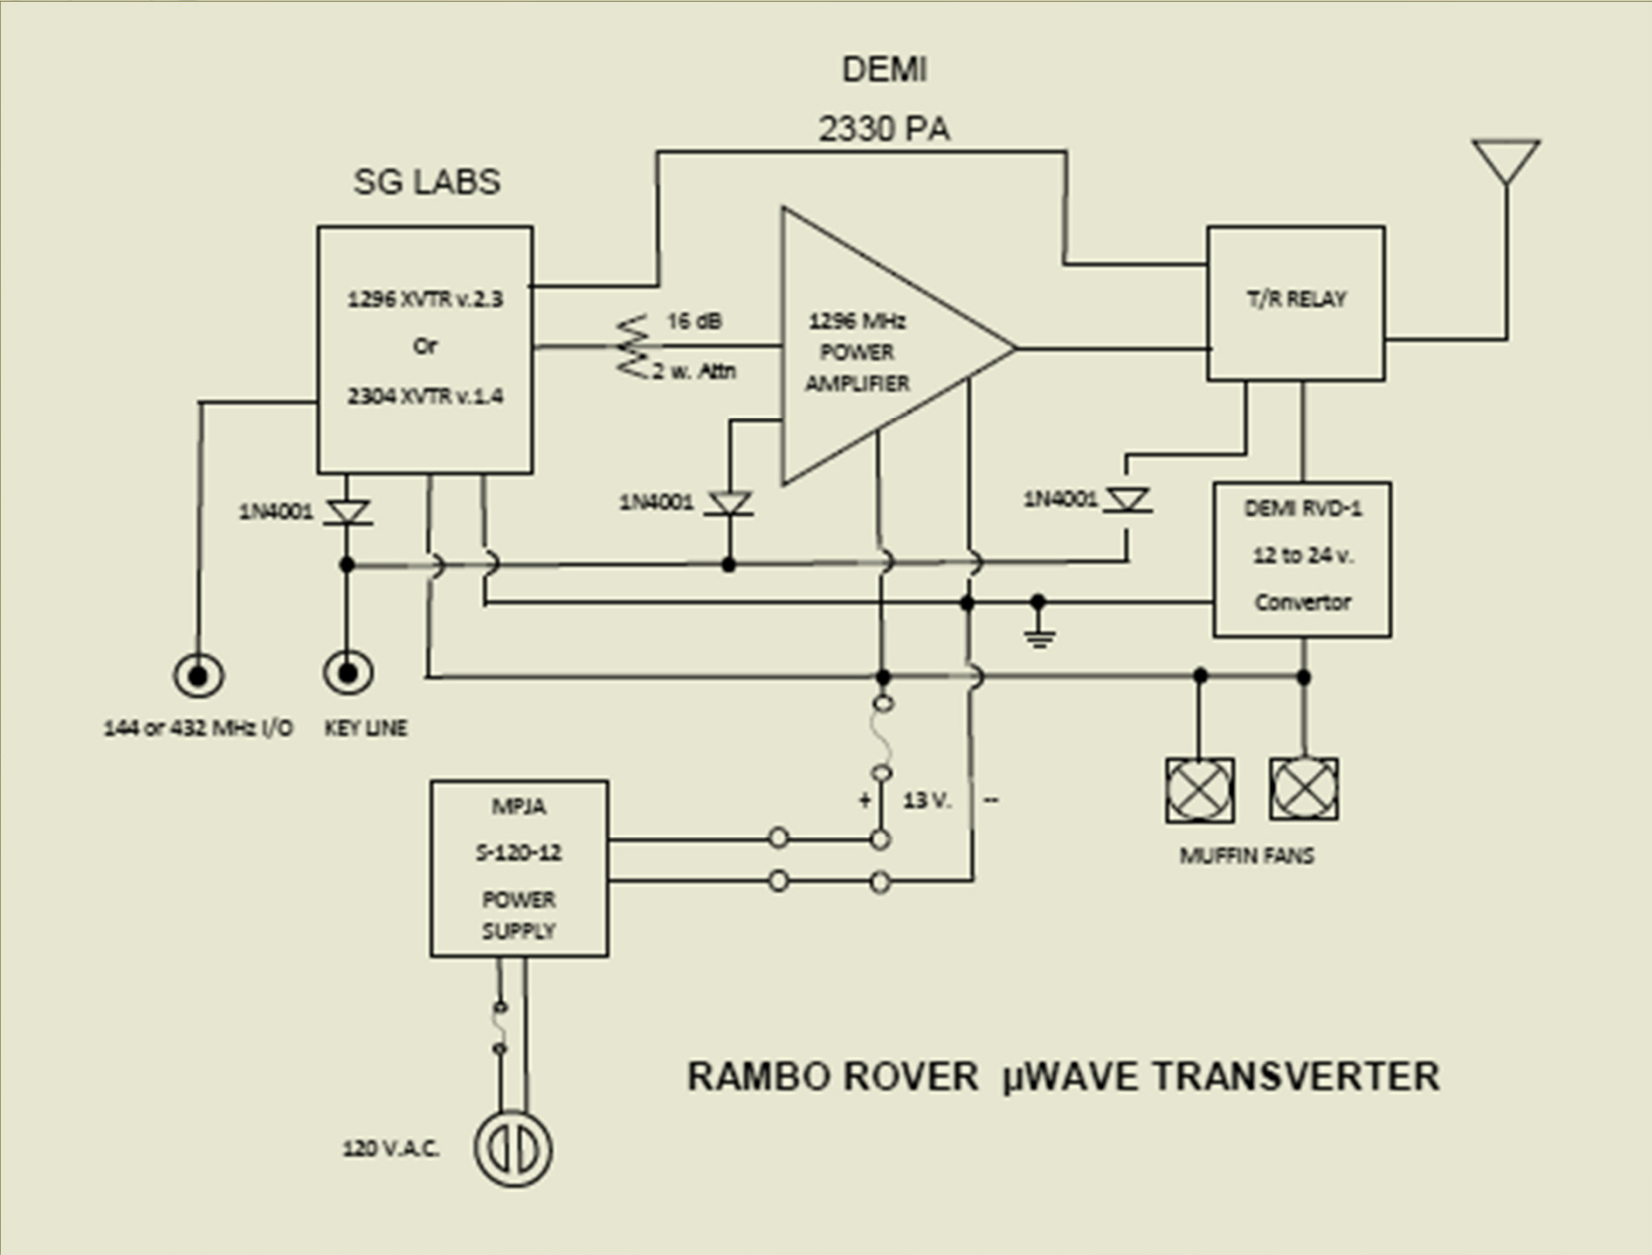 DEMI
2330 PA
SG LABS
1296 XVTR v.2.3
Or
2304 XVTR v.1.4
16 dB
2 w. Attn
1296 MHz
POWER
AMPLIFIER
T/R RELAY
1N4001
1N4001
1N4001
DEMI RVD-1
12 to 24 v.
Convertor
144 or 432 MHz I/O
KEY LINE
+ 13 V. --
MPJA
S-120-12
POWER
SUPPLY
MUFFIN FANS
RAMBO ROVER µWAVE TRANSVERTER
120 V.A.C.